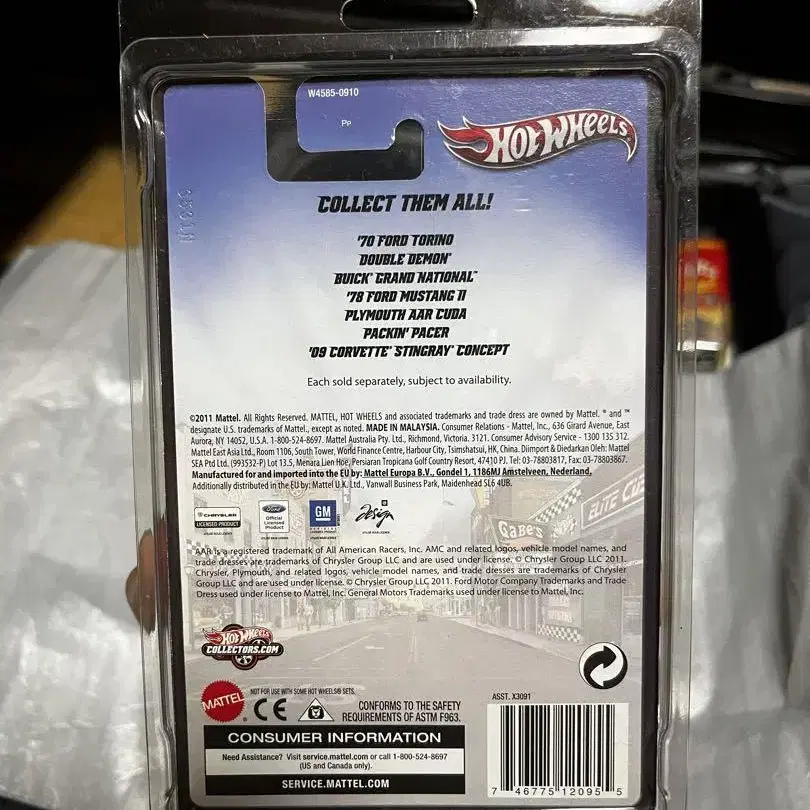 W4585-0910
Pp
HOT WHEELS
COLLECT THEM ALL!
'70 FORD TORINO
DOUBLE DEMON™
BUICK® GRAND NATIONAL™
'78 FORD MUSTANG II
PLYMOUTH AAR CUDA
PACKIN' PACER
'09 CORVETTE® STINGRAY® CONCEPT
Each sold separately, subject to availability.
©2011 Mattel. All Rights Reserved. MATTEL, HOT WHEELS and associated trademarks and trade dress are owned by Mattel. ® and ™
designate U.S. trademarks of Mattel, except as noted. MADE IN MALAYSIA. Consumer Relations - Mattel, Inc., 636 Girard Avenue, East
Aurora, NY 14052, U.S.A. 1-800-524-8697. Mattel Australia Pty. Ltd., Richmond, Victoria. 3121. Consumer Advisory Service - 1300 135 312.
Mattel East Asia Ltd., Room 1106, South Tower, World Finance Centre, Harbour City, Tsimshatsui, HK, China. Diimport & Diedarkan Oleh: Mattel
SEA Ptd Ltd. (993532-P) Lot 13.5, Menara Lien Hoe, Persiaran Tropicana Golf Country Resort, 47410 PJ. Tel: 03-78803817, Fax: 03-78803867.
Manufactured for and imported into the EU by: Mattel Europa B.V., Gondel 1, 1186MJ Amstelveen, Nederland.
Additionally distributed in the EU by: Mattel U.K. Ltd., Vanwall Business Park, Maidenhead SL6 4UB.
CHRYSLER
LICENSED PRODUCT
Ford
Official
Licensed
Product
GM
Design
GABE'S
ELITE
AAR is a registered trademark of All American Racers, Inc. AMC and related logos, vehicle model names, and
trade dresses are trademarks of Chrysler Group LLC and are used under license. © Chrysler Group LLC 2011.
Chrysler, Plymouth, and related logos, vehicle model names, and trade dresses are trademarks of Chrysler
Group LLC and are used under license. © Chrysler Group LLC 2011. Ford Motor Company Trademarks and Trade
Dress used under license to Mattel, Inc. General Motors Trademarks used under license to Mattel, Inc.
HOT WHEELS
COLLECTORS.COM
MATTEL
NOT FOR USE WITH SOME HOT WHEELS® SETS.
CE
CONFORMS TO THE SAFETY
REQUIREMENTS OF ASTM F963.
ASST. X3091
CONSUMER INFORMATION
Need Assistance? Visit service.mattel.com or call 1-800-524-8697
(US and Canada only).
SERVICE.MATTEL.COM
7 46775 12095 5